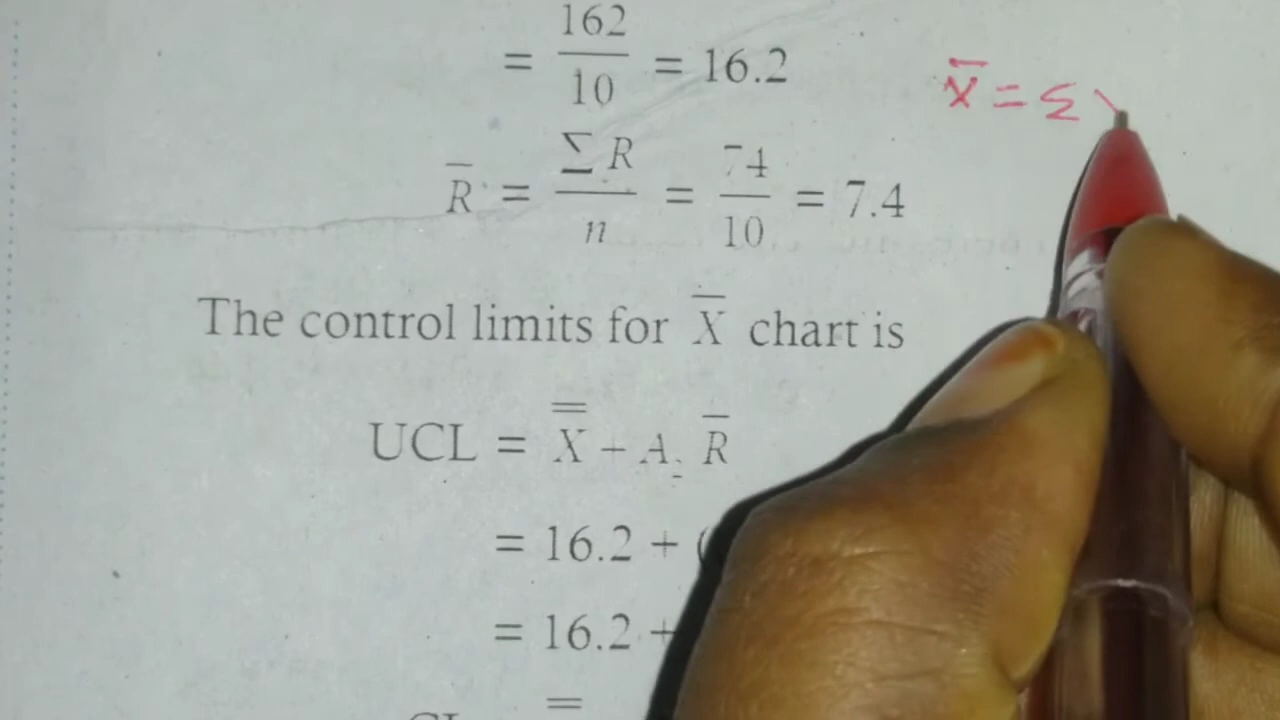 = 162/10 = 16.2
X̄ = Σ
R̄ = ΣR/n = 74/10 = 7.4
The control limits for X̄ chart is
UCL = X̿ + A₂ R̄
= 16.2 + (
= 16.2 +